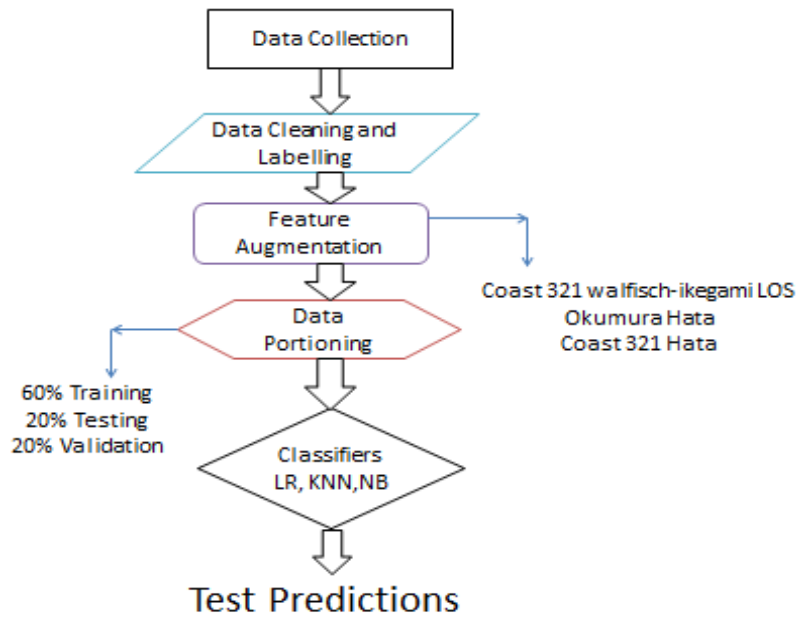 Data Collection
Data Cleaning and
Labelling
Feature
Augmentation
Coast 321 walfisch-ikegami LOS
Okumura Hata
Coast 321 Hata
Data
Portioning
60% Training
20% Testing
20% Validation
Classifiers
LR, KNN,NB
Test Predictions